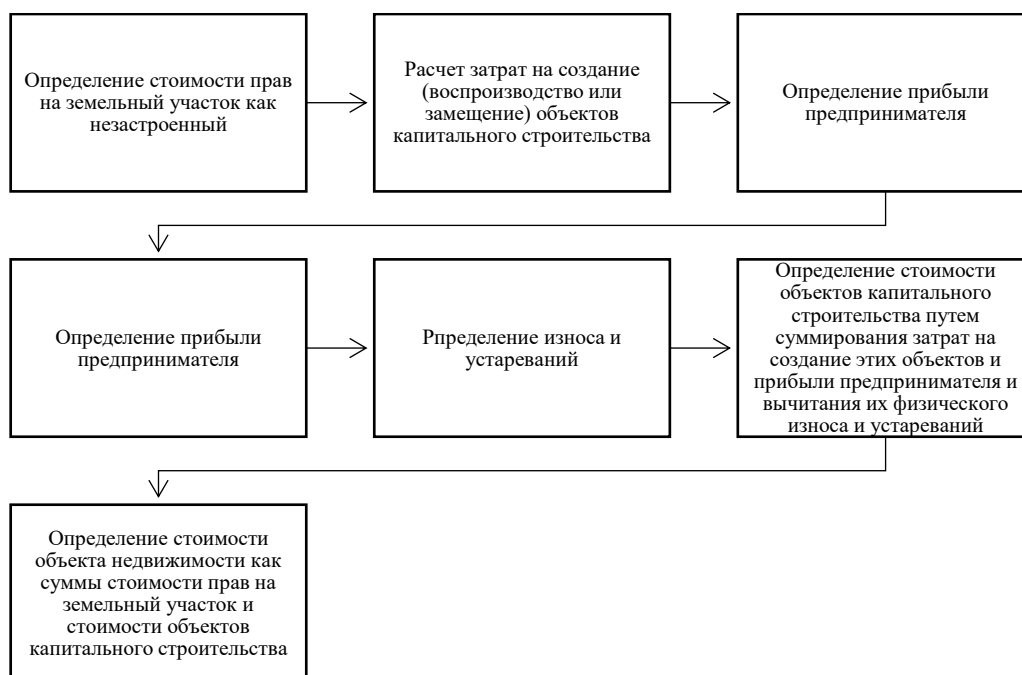 Определение стоимости прав
на земельный участок как
незастроенный
Расчет затрат на создание
(воспроизводство или
замещение) объектов
капитального строительства
Определение прибыли
предпринимателя
Определение прибыли
предпринимателя
Рпределение износа и
устареваний
Определение стоимости
объектов капитального
строительства путем
суммирования затрат на
создание этих объектов и
прибыли предпринимателя и
вычитания их физического
износа и устареваний
Определение стоимости
объекта недвижимости как
суммы стоимости прав на
земельный участок и
стоимости объектов
капитального строительства